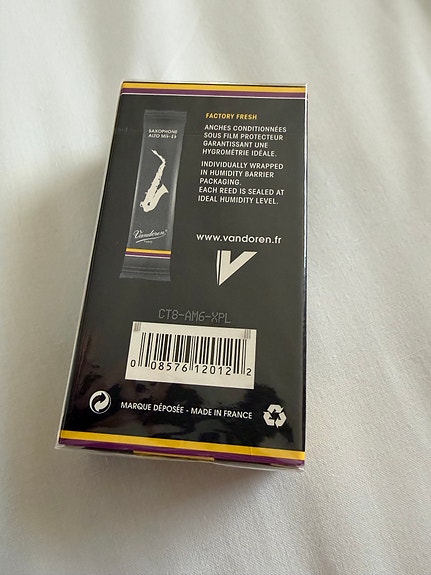 FACTORY FRESH
SAXOPHONE
ALTO Mib-Eb
ANCHES CONDITIONNÉES
SOUS FILM PROTECTEUR
GARANTISSANT UNE
HYGROMÉTRIE IDÉALE.
INDIVIDUALLY WRAPPED
IN HUMIDITY BARRIER
PACKAGING.
EACH REED IS SEALED AT
IDEAL HUMIDITY LEVEL.
Vandoren
PARIS
www.vandoren.fr
CT8-AM6-XPL
0 08576 12012 2
MARQUE DÉPOSÉE - MADE IN FRANCE